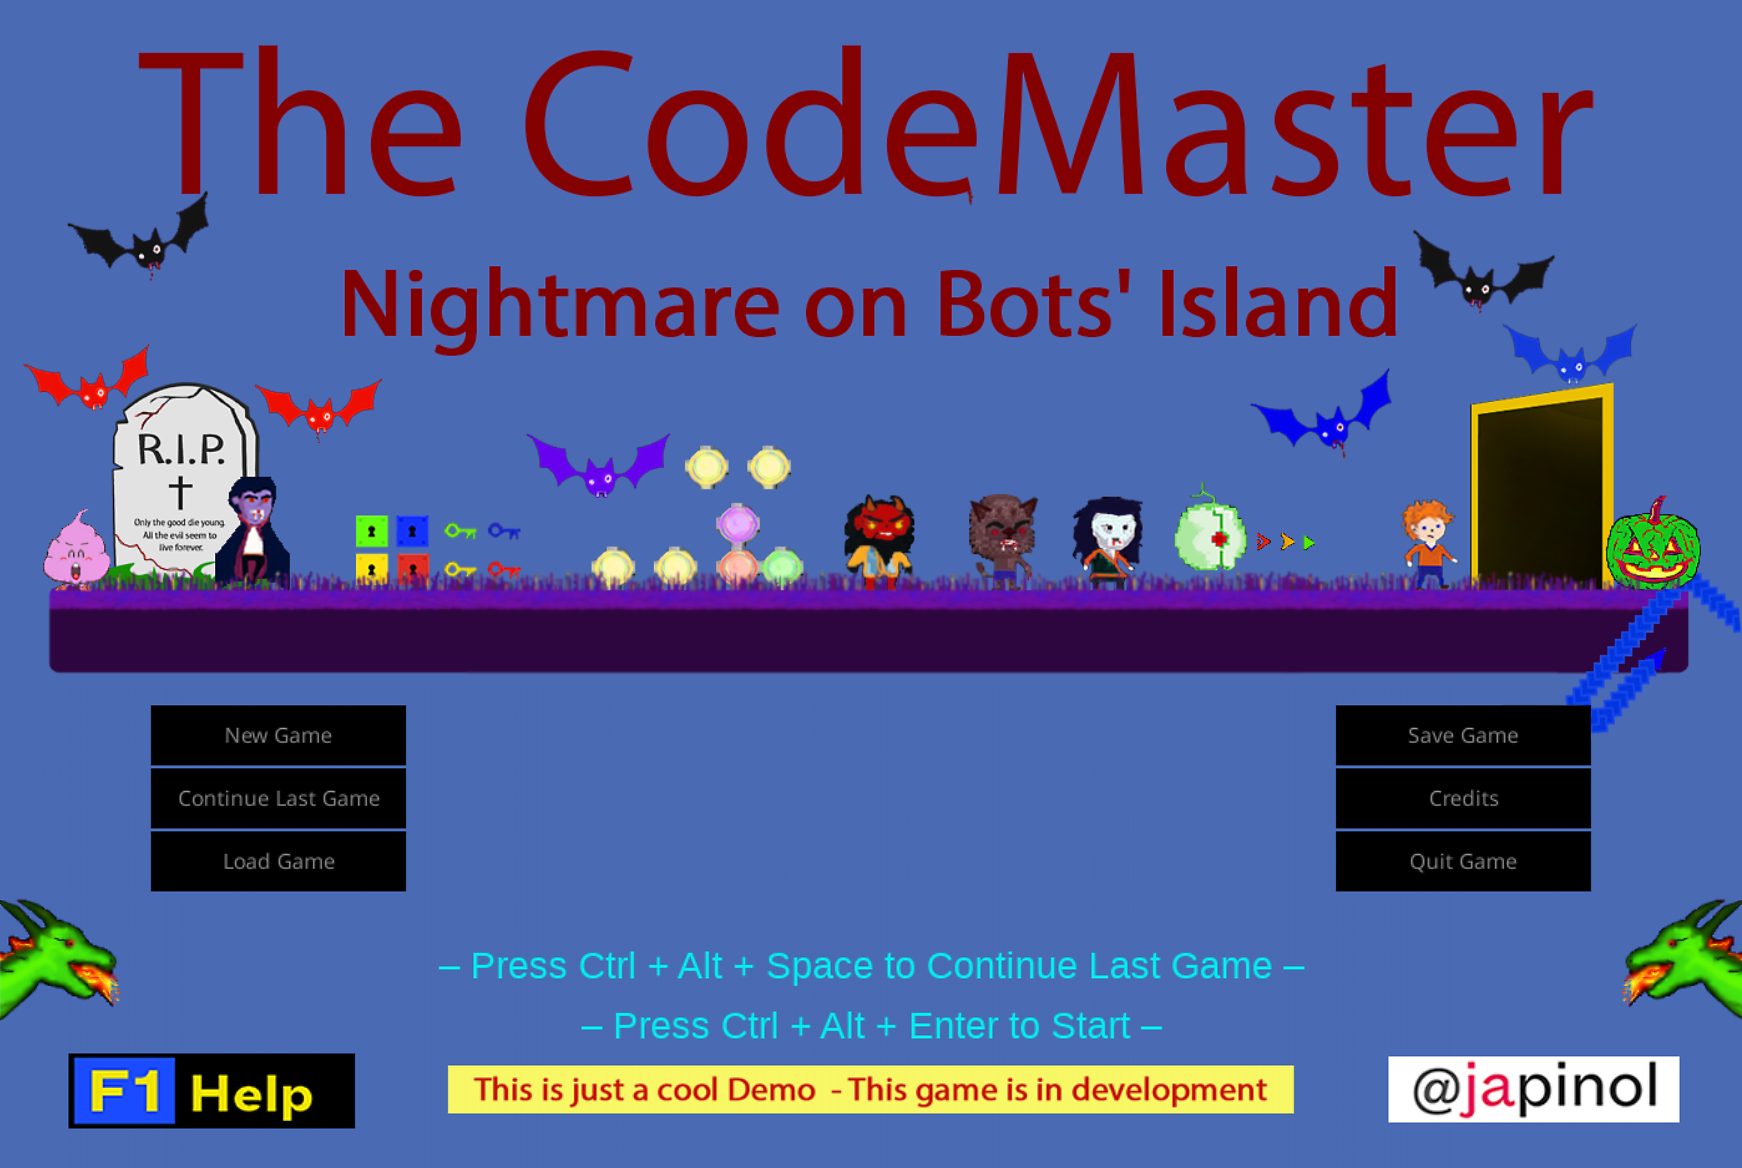 The CodeMaster
Nightmare on Bots' Island
R.I.P.
Only the good die young.
All the evil seem to
live forever.
New Game
Continue Last Game
Load Game
Save Game
Credits
Quit Game
– Press Ctrl + Alt + Space to Continue Last Game –
– Press Ctrl + Alt + Enter to Start –
F1 Help
This is just a cool Demo - This game is in development
@japinol